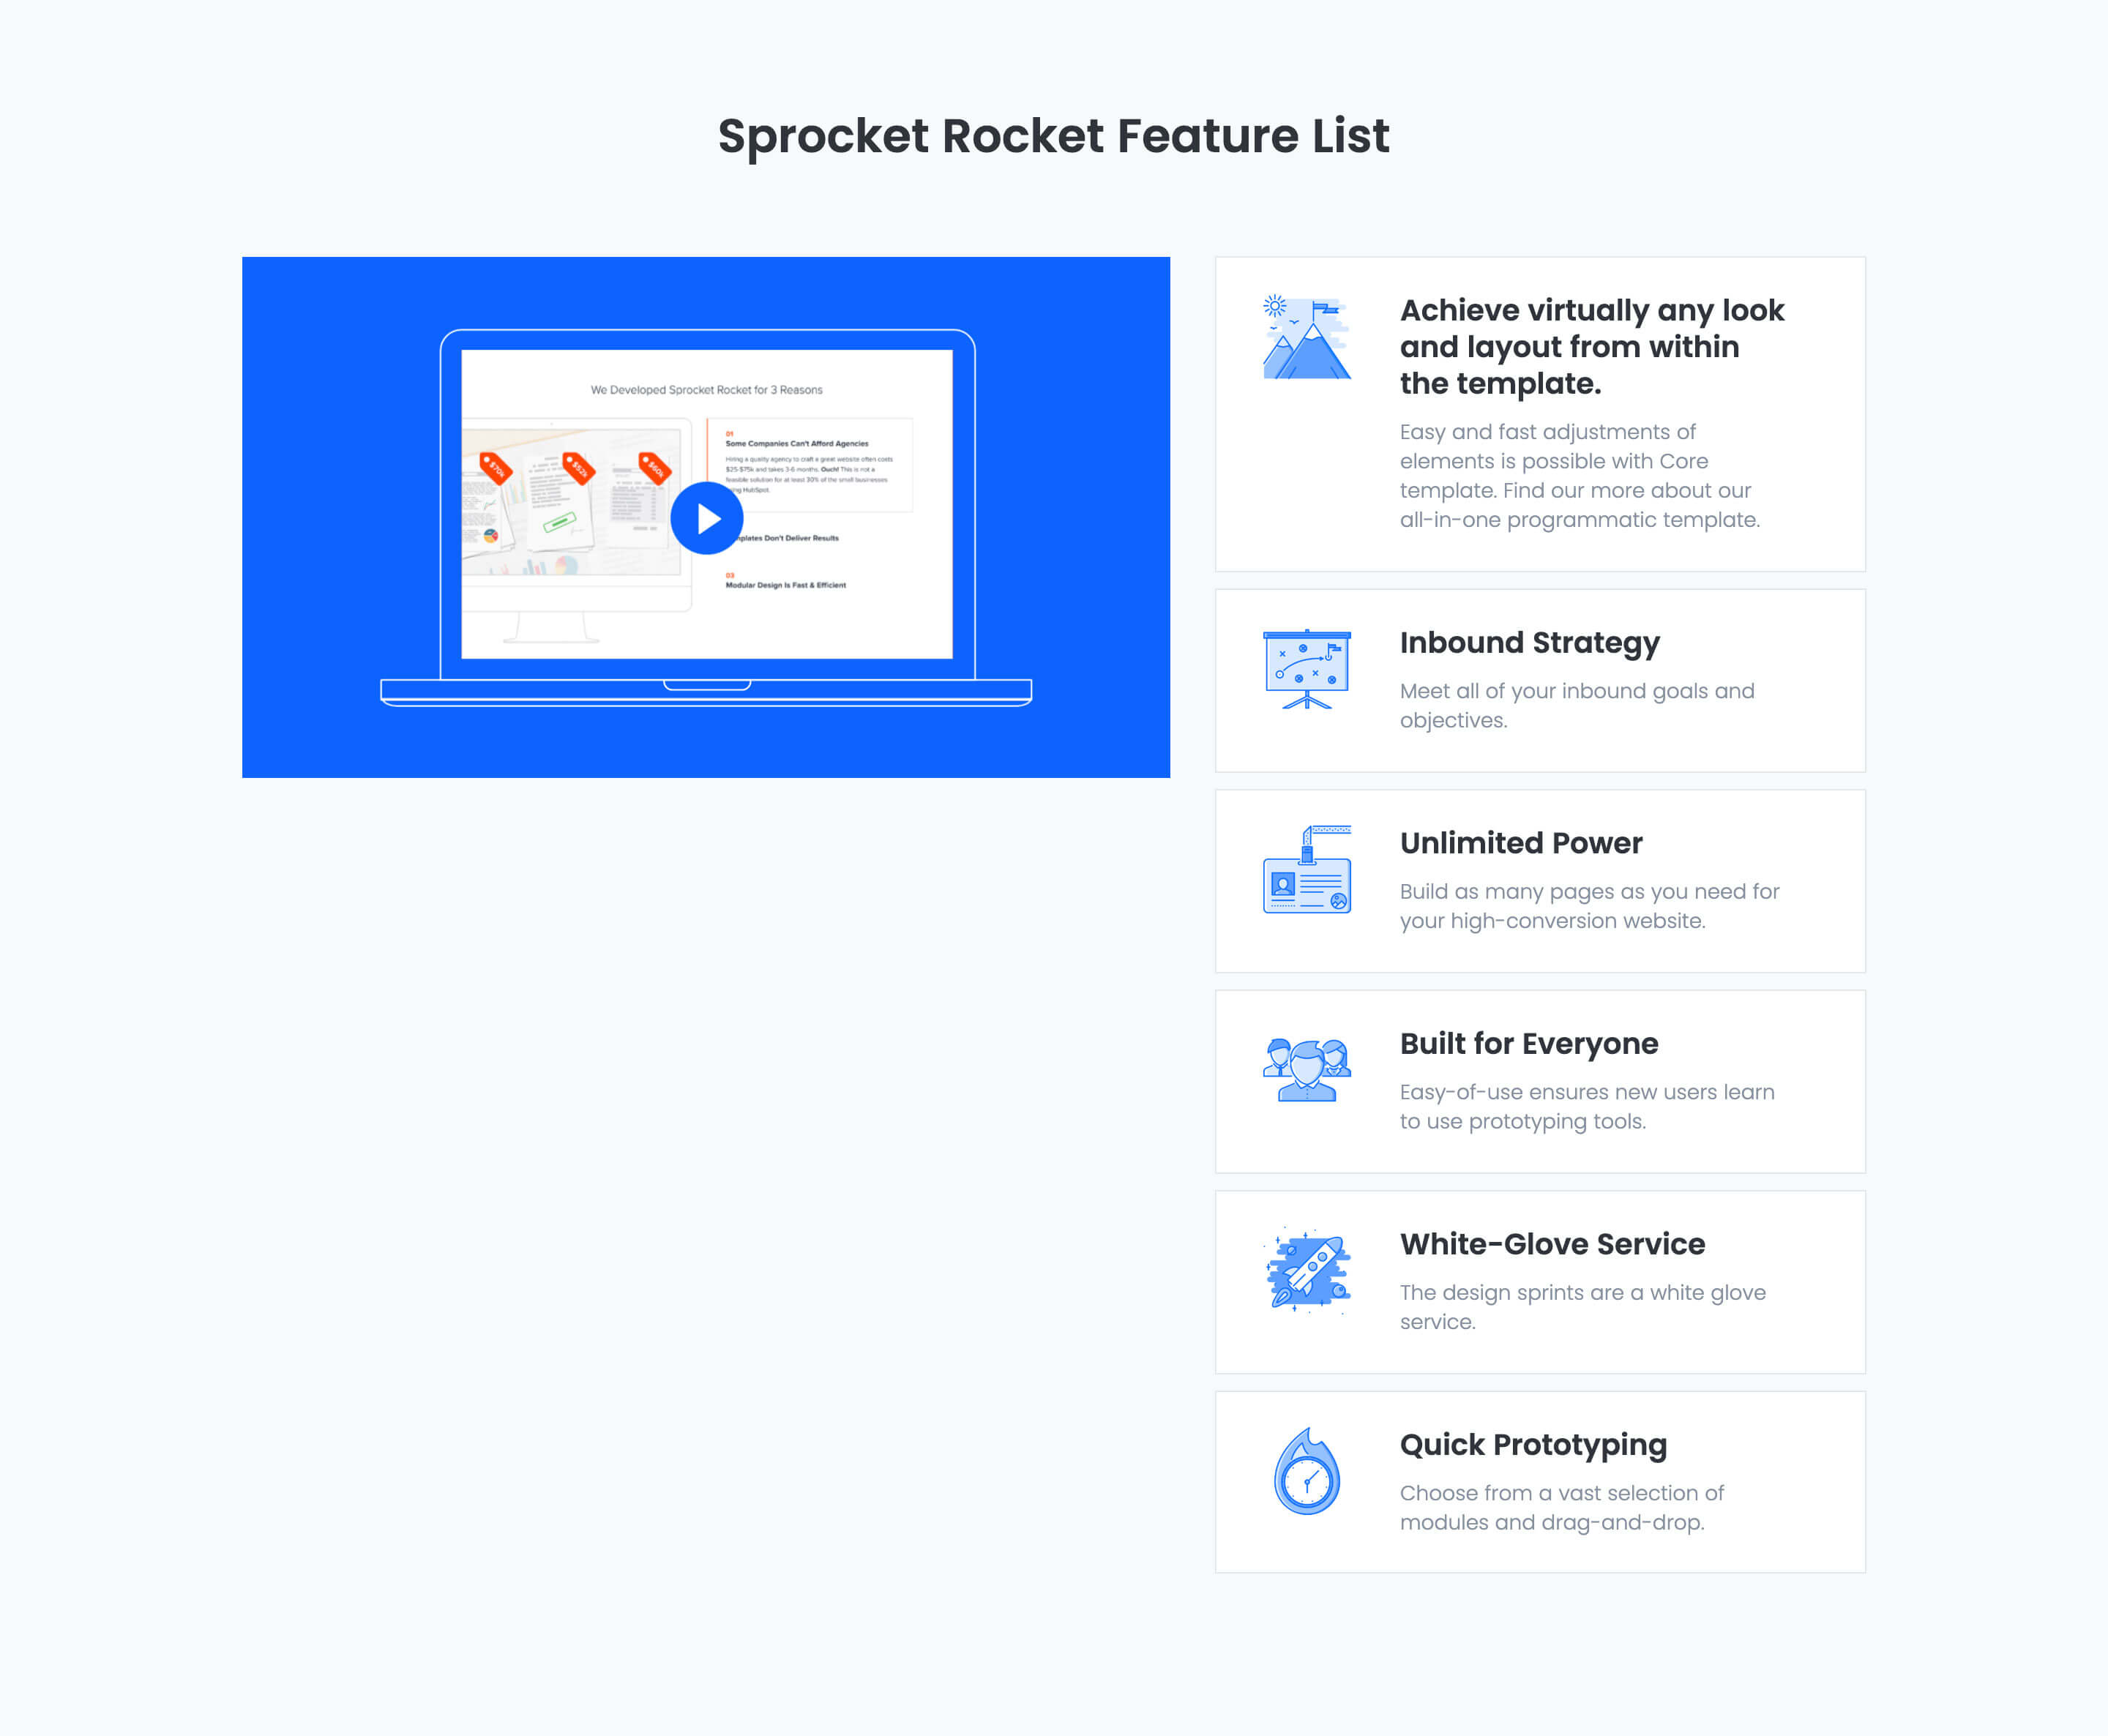 Sprocket Rocket Feature List
We Developed Sprocket Rocket for 3 Reasons
$70k
$52k
$60k
01
Some Companies Can't Afford Agencies
Hiring a quality agency to craft a great website often costs
$25-$75k and takes 3-6 months. Ouch! This is not a
feasible solution for at least 30% of the small businesses
HubSpot.
Don't Deliver Results
03
Modular Design Is Fast & Efficient
Achieve virtually any look
and layout from within
the template.
Easy and fast adjustments of
elements is possible with Core
template. Find our more about our
all-in-one programmatic template.
Inbound Strategy
Meet all of your inbound goals and
objectives.
Unlimited Power
Build as many pages as you need for
your high-conversion website.
Built for Everyone
Easy-of-use ensures new users learn
to use prototyping tools.
White-Glove Service
The design sprints are a white glove
service.
Quick Prototyping
Choose from a vast selection of
modules and drag-and-drop.